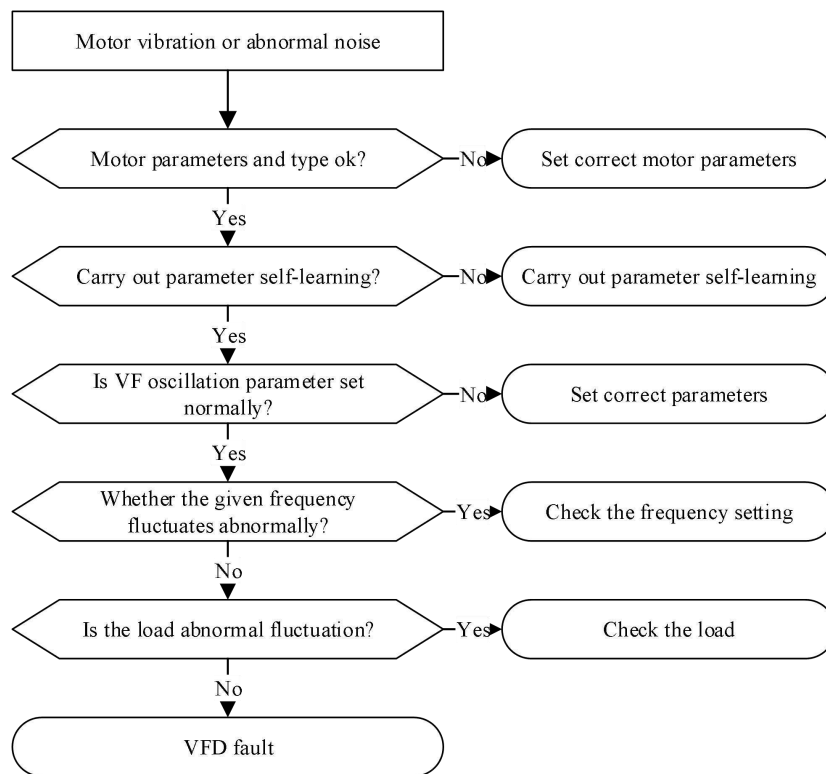 Motor vibration or abnormal noise
Motor parameters and type ok?
No
Set correct motor parameters
Yes
Carry out parameter self-learning?
No
Carry out parameter self-learning
Yes
Is VF oscillation parameter set
normally?
No
Set correct parameters
Yes
Whether the given frequency
fluctuates abnormally?
Yes
Check the frequency setting
No
Is the load abnormal fluctuation?
Yes
Check the load
No
VFD fault